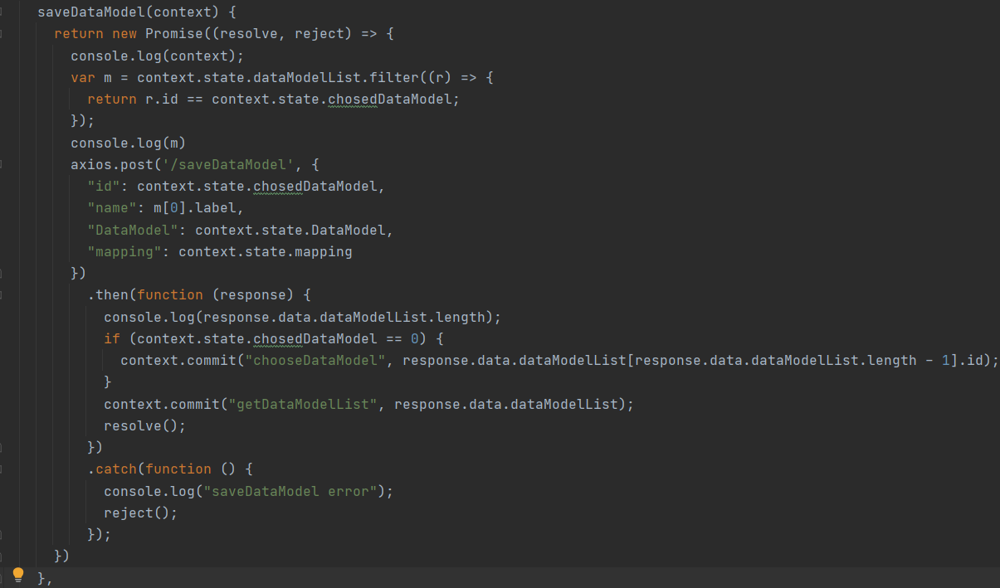 saveDataModel(context) {
return new Promise((resolve, reject) => {
console.log(context);
var m = context.state.dataModelList.filter((r) => {
return r.id == context.state.chosedDataModel;
});
console.log(m)
axios.post('/saveDataModel', {
"id": context.state.chosedDataModel,
"name": m[0].label,
"DataModel": context.state.DataModel,
"mapping": context.state.mapping
})
.then(function (response) {
console.log(response.data.dataModelList.length);
if (context.state.chosedDataModel == 0) {
context.commit("chooseDataModel", response.data.dataModelList[response.data.dataModelList.length - 1].id);
}
context.commit("getDataModelList", response.data.dataModelList);
resolve();
})
.catch(function () {
console.log("saveDataModel error");
reject();
});
})
},